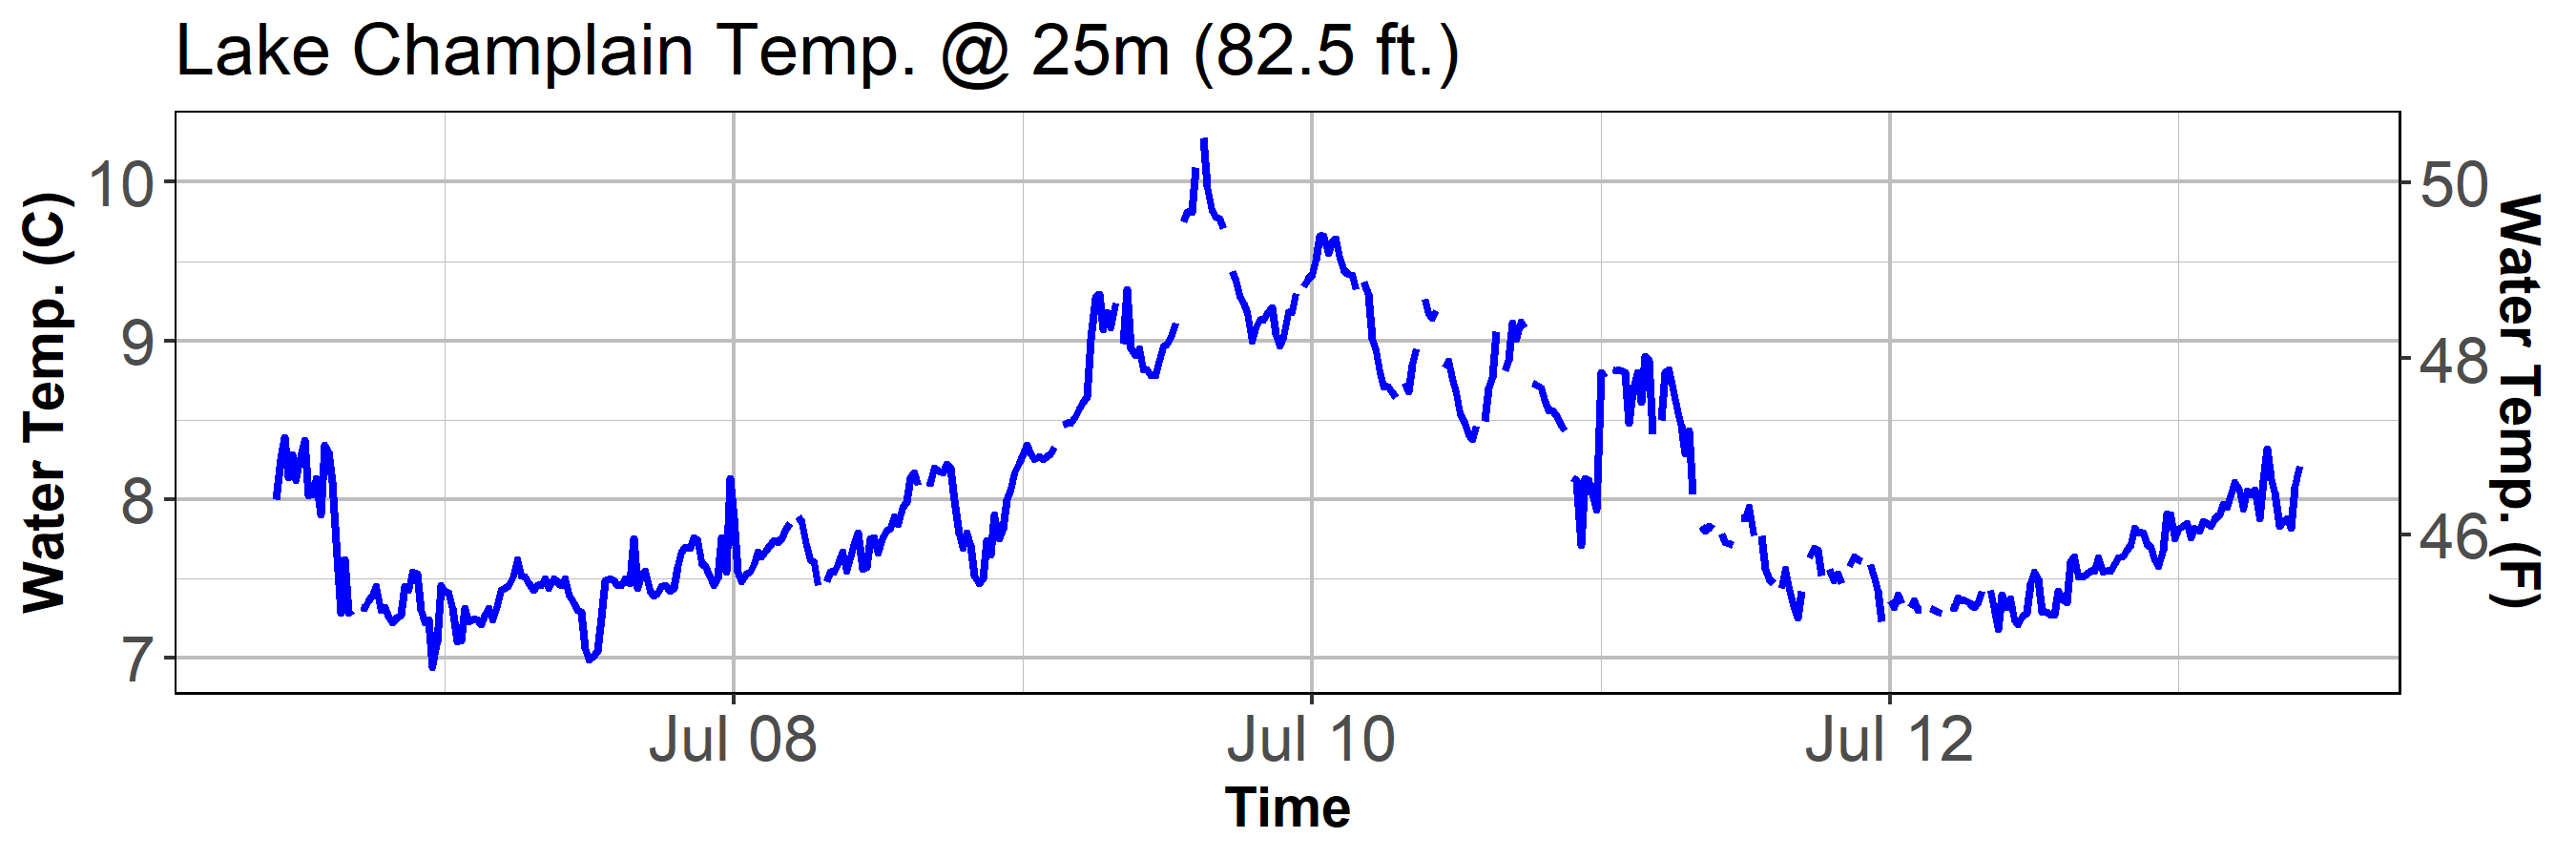 Lake Champlain Temp. @ 25m (82.5 ft.)
Water Temp. (C)
10
9
8
7
50
48
46
Water Temp. (F)
Jul 08
Jul 10
Jul 12
Time